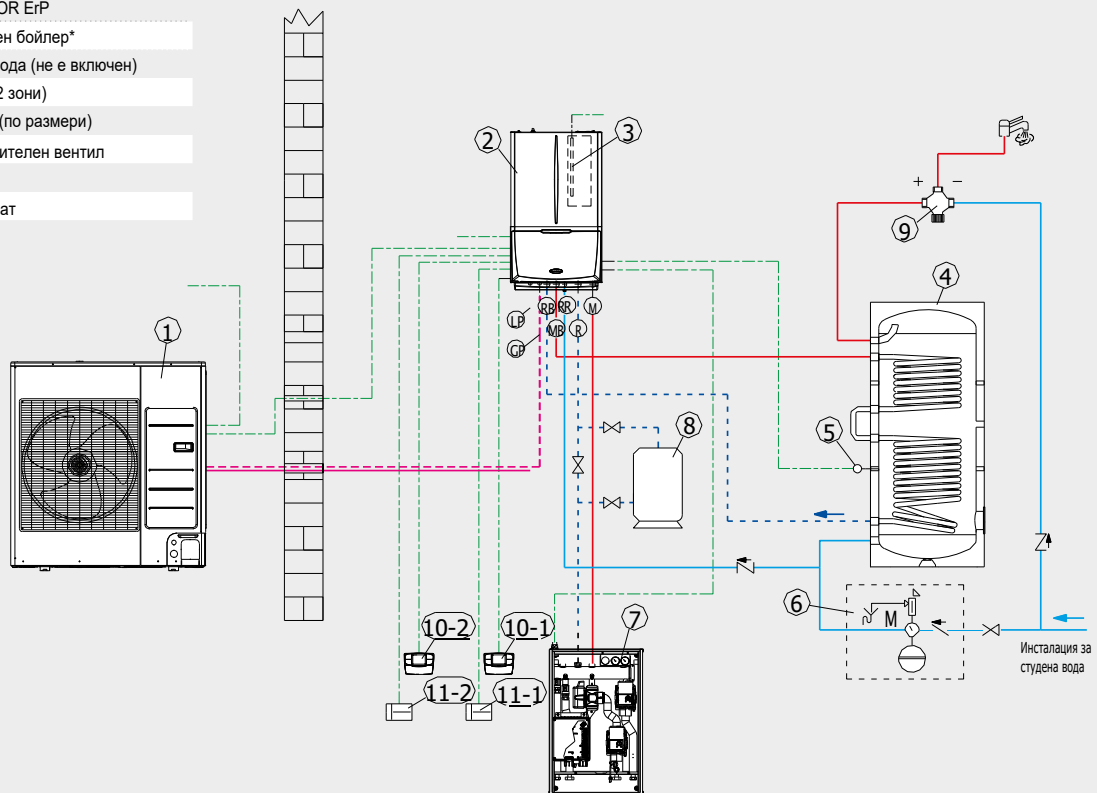 OR ErP
ен бойлер*
ода (не е включен)
2 зони)
(по размери)
ителен вентил
ат
1
2
3
4
5
6
7
8
9
10-2
10-1
11-2
11-1
LP
GP
RB
MB
RR
R
M
+
−
M
Инсталация за
студена вода